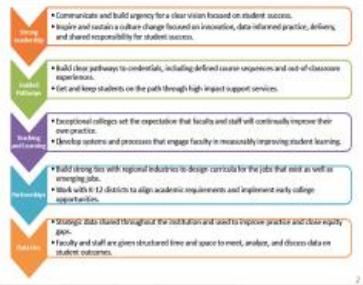 Strong
Leadership
• Communicate and build urgency for a clear vision focused on student success.
• Inspire and sustain a culture change focused on innovation, data-informed practice, delivery,
and shared responsibility for student success.
Guided
Pathways
• Build clear pathways to credentials, including defined course sequences and out-of-classroom
experiences.
• Get and keep students on the path through high impact support services.
Teaching
and Learning
• Exceptional colleges set the expectation that faculty and staff will continually improve their
own practice.
• Develop systems and processes that engage faculty in measurably improving student learning.
Partnerships
• Build strong ties with regional industries to design curricula for the jobs that exist as well as
emerging jobs.
• Work with K-12 districts to align academic requirements and implement early college
opportunities.
Data Use
• Strategic data shared throughout the institution and used to improve practice and close equity
gaps.
• Faculty and staff are given structured time and space to meet, analyze, and discuss data on
student outcomes.
2